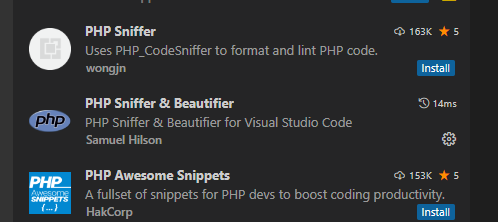 PHP Sniffer 163K ★ 5
Uses PHP_CodeSniffer to format and lint PHP code.
wongjn Install
php
PHP Sniffer & Beautifier 14ms
PHP Sniffer & Beautifier for Visual Studio Code
Samuel Hilson
PHP AWESOME SNIPPETS {...}
PHP Awesome Snippets 153K ★ 5
A fullset of snippets for PHP devs to boost coding productivity.
HakCorp Install